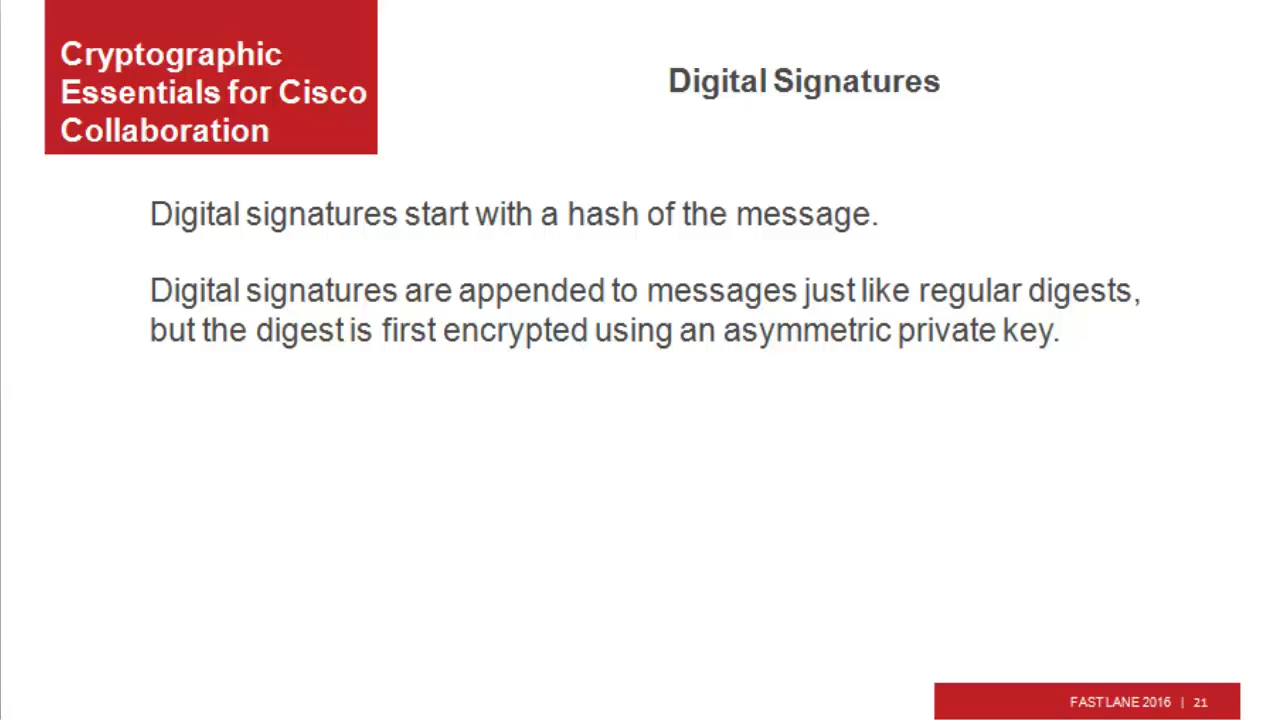 Cryptographic
Essentials for Cisco
Collaboration
Digital Signatures
Digital signatures start with a hash of the message.
Digital signatures are appended to messages just like regular digests,
but the digest is first encrypted using an asymmetric private key.
FAST LANE 2016 | 21